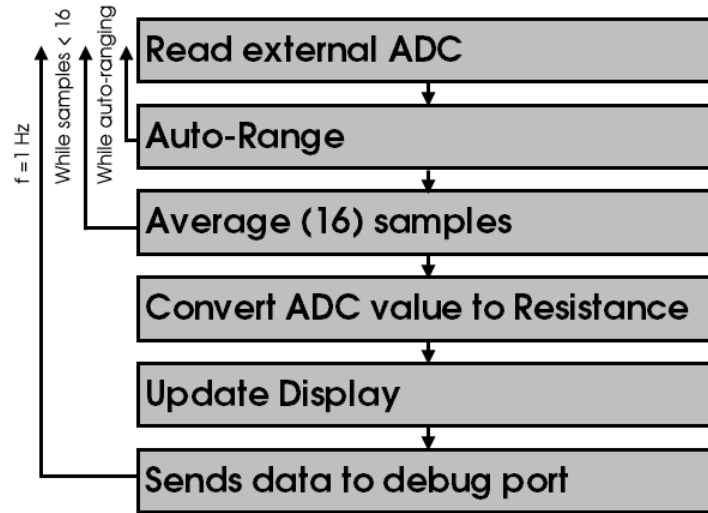 f = 1 Hz
While samples < 16
While auto-ranging
Read external ADC
Auto-Range
Average (16) samples
Convert ADC value to Resistance
Update Display
Sends data to debug port